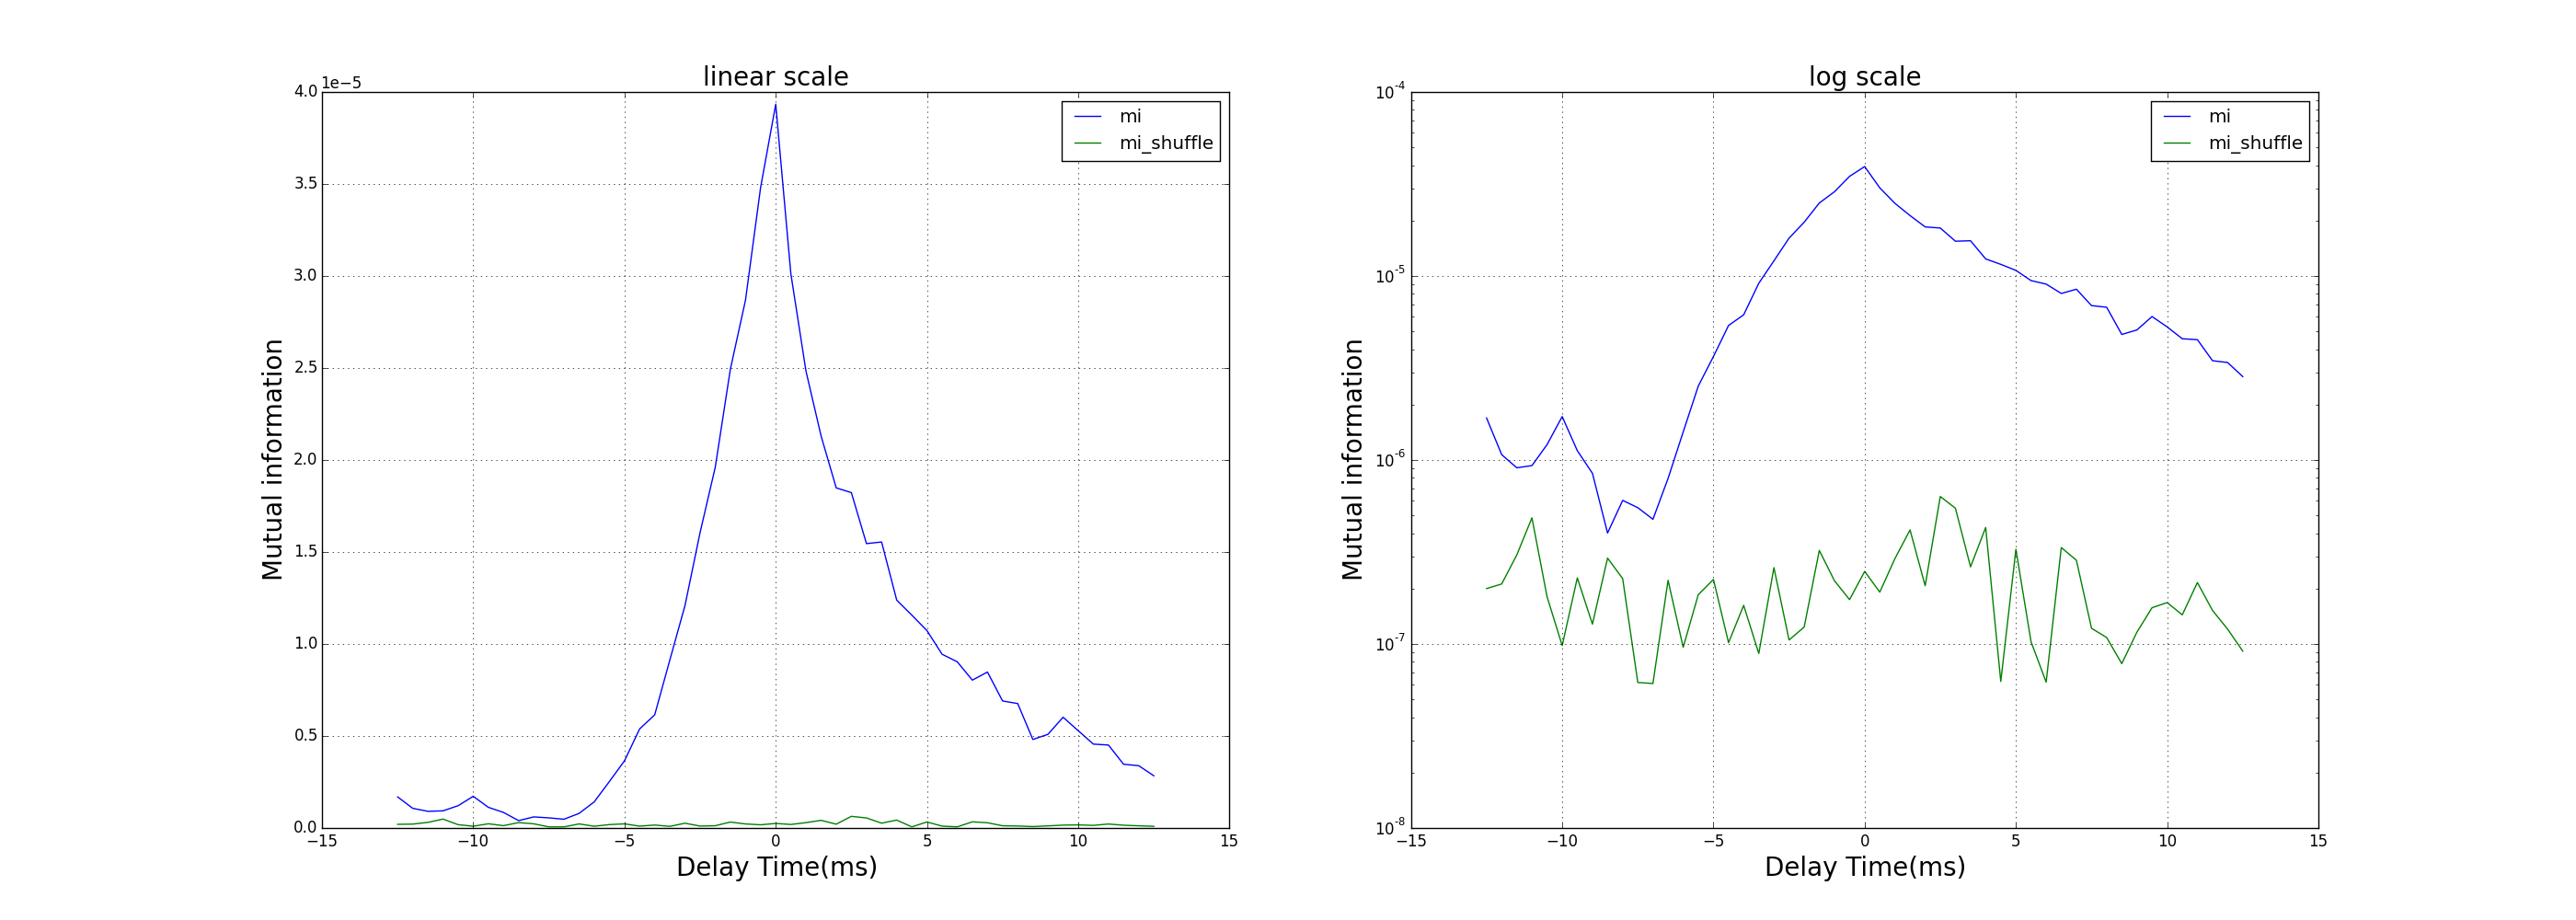 linear scale
1e−5
4.0
3.5
3.0
2.5
2.0
1.5
1.0
0.5
0.0
−15 −10 −5 0 5 10 15
Mutual information
Delay Time(ms)
mi
mi_shuffle
log scale
10⁻⁴
10⁻⁵
10⁻⁶
10⁻⁷
10⁻⁸
−15 −10 −5 0 5 10 15
Mutual information
Delay Time(ms)
mi
mi_shuffle